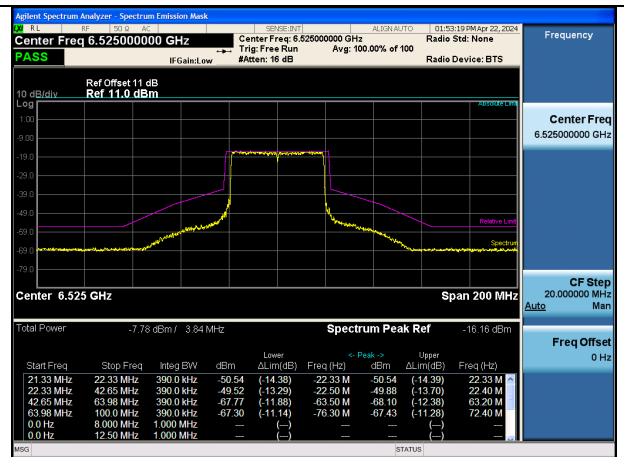 Agilent Spectrum Analyzer - Spectrum Emission Mask
RL RF 50 Ω AC SENSE:INT ALIGN AUTO 01:53:19 PM Apr 22, 2024
Center Freq 6.525000000 GHz
Center Freq: 6.525000000 GHz
Radio Std: None
Trig: Free Run Avg: 100.00% of 100
PASS
IFGain:Low
#Atten: 16 dB
Radio Device: BTS
Ref Offset 11 dB
10 dB/div Ref 11.0 dBm
Log
Absolute Limit
1.00
-9.00
-19.0
-29.0
-39.0
-49.0
Relative Limit
-59.0
Spectrum
-69.0
-79.0
Center 6.525 GHz Span 200 MHz
Total Power -7.78 dBm / 3.84 MHz Spectrum Peak Ref -16.16 dBm
Lower <- Peak -> Upper
Start Freq Stop Freq Integ BW dBm ΔLim(dB) Freq (Hz) dBm ΔLim(dB) Freq (Hz)
21.33 MHz 22.33 MHz 390.0 kHz -50.54 (-14.38) -22.33 M -50.54 (-14.39) 22.33 M
22.33 MHz 42.65 MHz 390.0 kHz -49.52 (-13.29) -22.50 M -49.88 (-13.70) 22.40 M
42.65 MHz 63.98 MHz 390.0 kHz -67.77 (-11.88) -63.50 M -68.10 (-12.38) 63.20 M
63.98 MHz 100.0 MHz 390.0 kHz -67.30 (-11.14) -76.30 M -67.43 (-11.28) 72.40 M
0.0 Hz 8.000 MHz 1.000 MHz --- (---) --- (---)
0.0 Hz 12.50 MHz 1.000 MHz --- (---) --- (---)
MSG STATUS
Frequency
Center Freq
6.525000000 GHz
CF Step
20.000000 MHz
Auto Man
Freq Offset
0 Hz